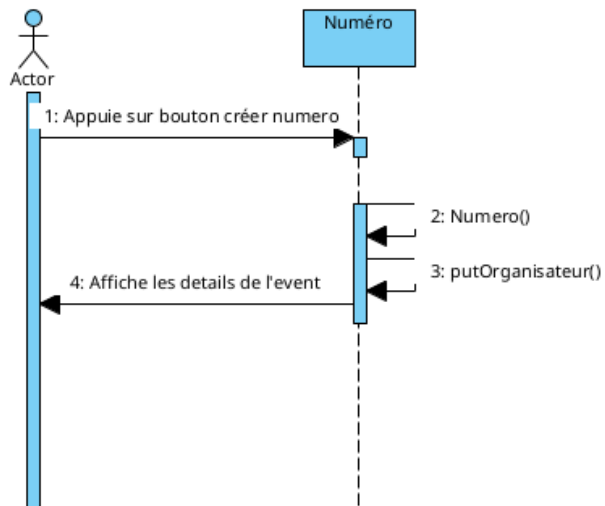 Numéro
Actor
1: Appuie sur bouton créer numero
2: Numero()
3: putOrganisateur()
4: Affiche les details de l'event